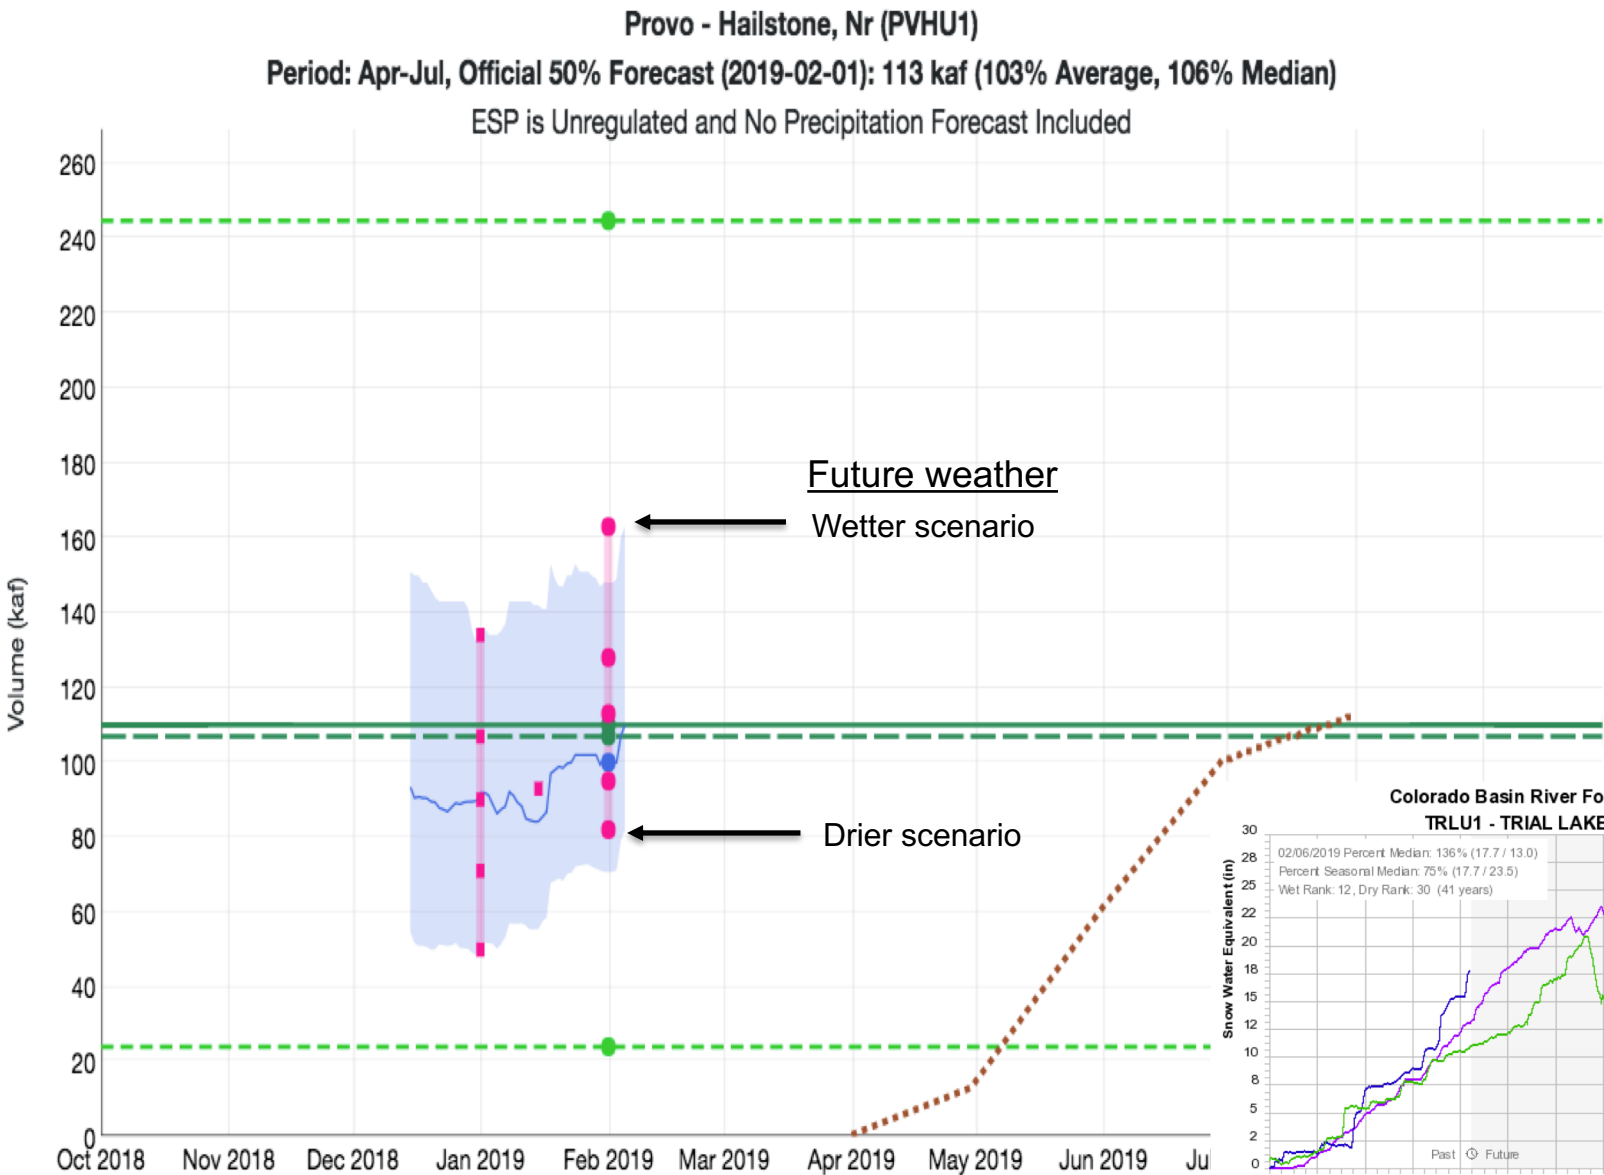 Provo - Hailstone, Nr (PVHU1)
Period: Apr-Jul, Official 50% Forecast (2019-02-01): 113 kaf (103% Average, 106% Median)
ESP is Unregulated and No Precipitation Forecast Included
Volume (kaf)
260
240
220
200
180
160
140
120
100
80
60
40
20
0
Oct 2018
Nov 2018
Dec 2018
Jan 2019
Feb 2019
Mar 2019
Apr 2019
May 2019
Jun 2019
Jul
Future weather
Wetter scenario
Drier scenario
Colorado Basin River Fo
TRLU1 - TRIAL LAKE
02/06/2019 Percent Median: 136% (17.7 / 13.0)
Percent Seasonal Median: 75% (17.7 / 23.5)
Wet Rank: 12, Dry Rank: 30 (41 years)
Snow Water Equivalent (in)
30
28
25
22
20
18
15
12
10
8
5
2
0
Past
Future